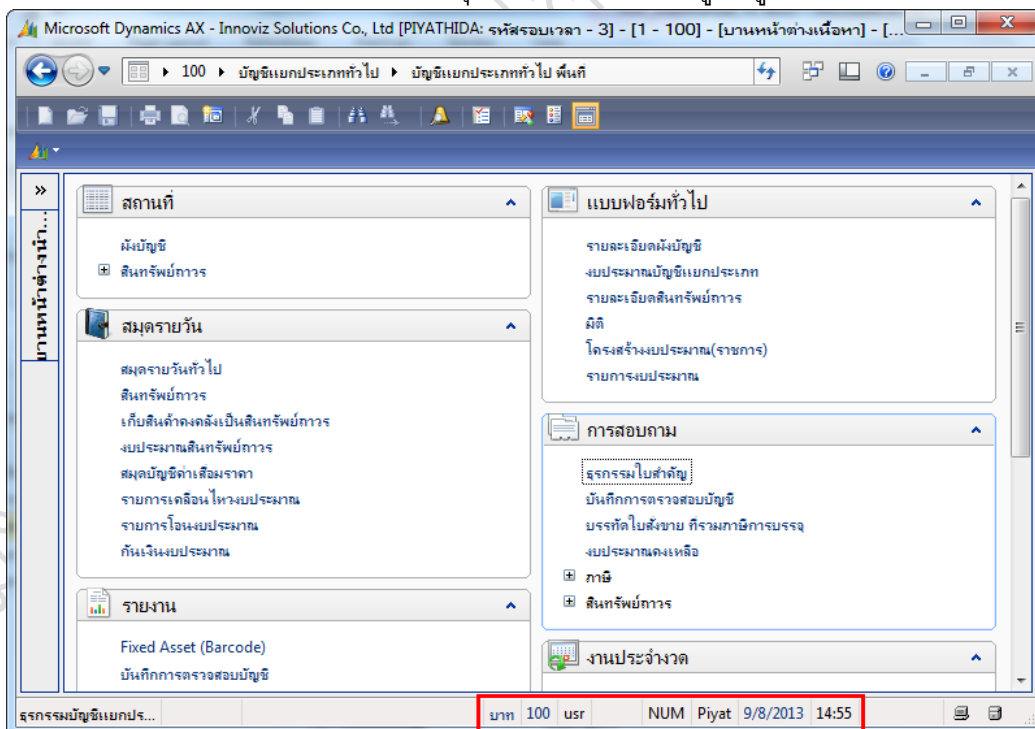 Microsoft Dynamics AX - Innoviz Solutions Co., Ltd [PIYATHIDA: รหัสรอบเวลา - 3] - [1 - 100] - [บานหน้าต่างเนื้อหา] - [...
100 บัญชีแยกประเภททั่วไป บัญชีแยกประเภททั่วไป พื้นที่
สถานที่
ผังบัญชี
สินทรัพย์ถาวร
สมุดรายวัน
สมุดรายวันทั่วไป
สินทรัพย์ถาวร
เก็บสินค้าคงคลังเป็นสินทรัพย์ถาวร
งบประมาณสินทรัพย์ถาวร
สมุดบัญชีค่าเสื่อมราคา
รายการเคลื่อนไหวงบประมาณ
รายการโอนงบประมาณ
กันเงินงบประมาณ
รายงาน
Fixed Asset (Barcode)
บันทึกการตรวจสอบบัญชี
แบบฟอร์มทั่วไป
รายละเอียดผังบัญชี
งบประมาณบัญชีแยกประเภท
รายละเอียดสินทรัพย์ถาวร
มิติ
โครงสร้างงบประมาณ(ราชการ)
รายการงบประมาณ
การสอบถาม
ธุรกรรมใบสำคัญ
บันทึกการตรวจสอบบัญชี
บรรทัดใบสั่งขาย ที่รวมภาษีการบรรจุ
งบประมาณคงเหลือ
ภาษี
สินทรัพย์ถาวร
งานประจำงวด
ธุรกรรมบัญชีแยกปร...
บาท 100 usr NUM Piyat 9/8/2013 14:55